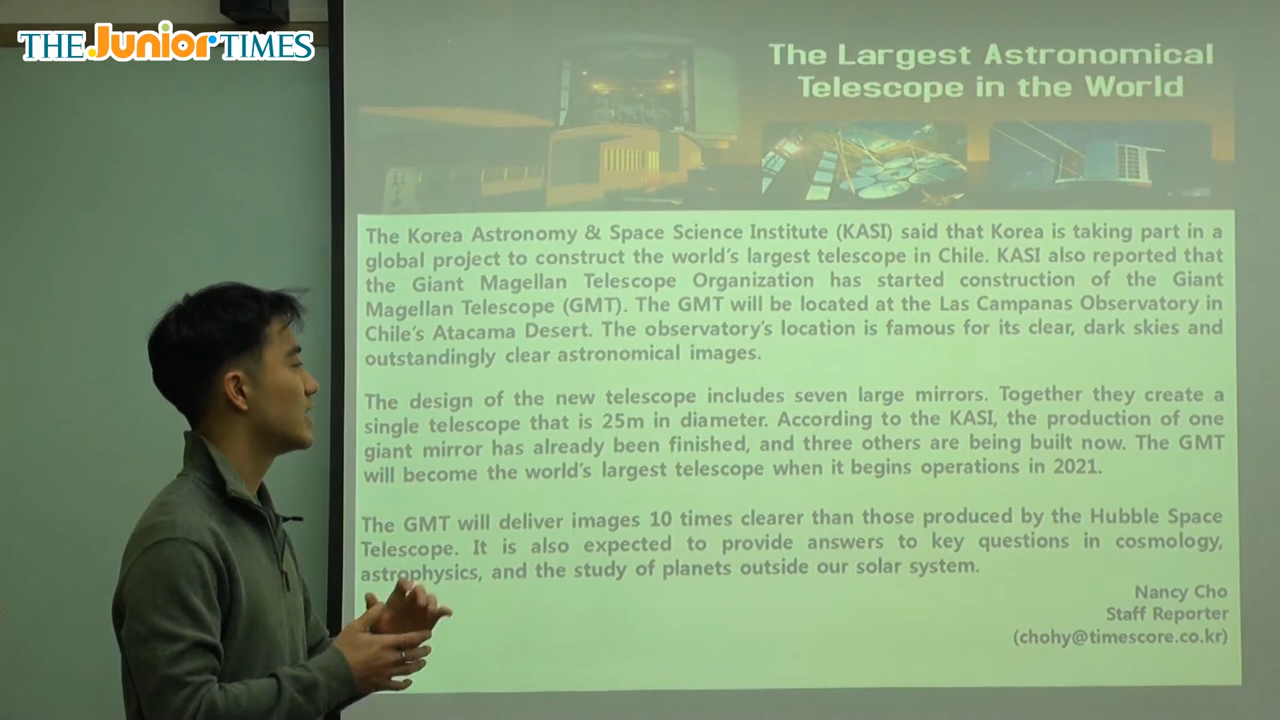 THE Junior TIMES
The Largest Astronomical
Telescope in the World
The Korea Astronomy & Space Science Institute (KASI) said that Korea is taking part in a
global project to construct the world's largest telescope in Chile. KASI also reported that
the Giant Magellan Telescope Organization has started construction of the Giant
Magellan Telescope (GMT). The GMT will be located at the Las Campanas Observatory in
Chile's Atacama Desert. The observatory's location is famous for its clear, dark skies and
outstandingly clear astronomical images.
The design of the new telescope includes seven large mirrors. Together they create a
single telescope that is 25m in diameter. According to the KASI, the production of one
giant mirror has already been finished, and three others are being built now. The GMT
will become the world's largest telescope when it begins operations in 2021.
The GMT will deliver images 10 times clearer than those produced by the Hubble Space
Telescope. It is also expected to provide answers to key questions in cosmology,
astrophysics, and the study of planets outside our solar system.
Nancy Cho
Staff Reporter
(chohy@timescore.co.kr)